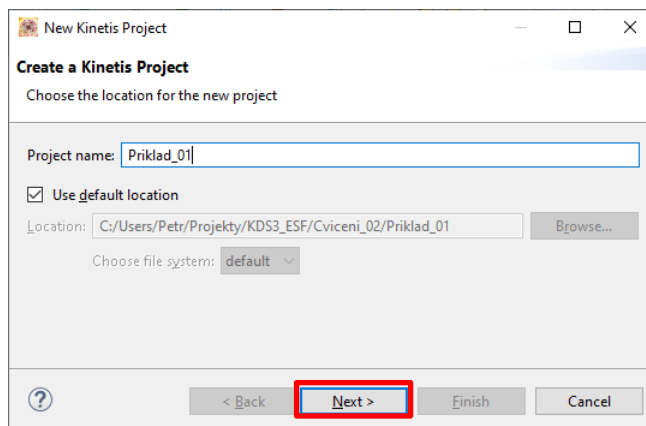 New Kinetis Project
Create a Kinetis Project
Choose the location for the new project
Project name: Priklad_01
Use default location
Location: C:/Users/Petr/Projekty/KDS3_ESF/Cviceni_02/Priklad_01 Browse...
Choose file system: default
? < Back Next > Finish Cancel